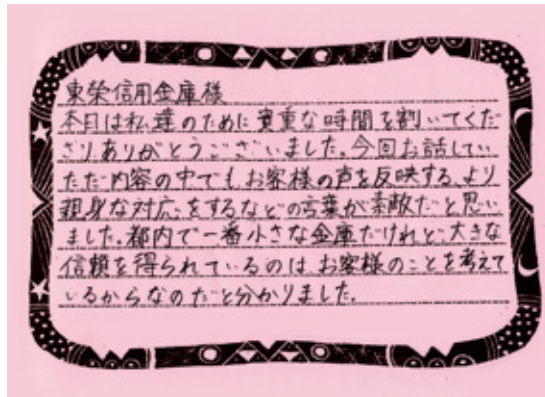 東榮信用金庫様
本日は私達のために貴重な時間を割いてくだ
さりありがとうございました。今回お話してい
ただ内容の中でも、お客様の声を反映する、より
親身な対応をするなどの言葉が素敵だと思い
ました。都内で一番小さな金庫だけれど、大きな
信頼を得られているのは、お客様のことを考えて
いるからなのだと分かりました。